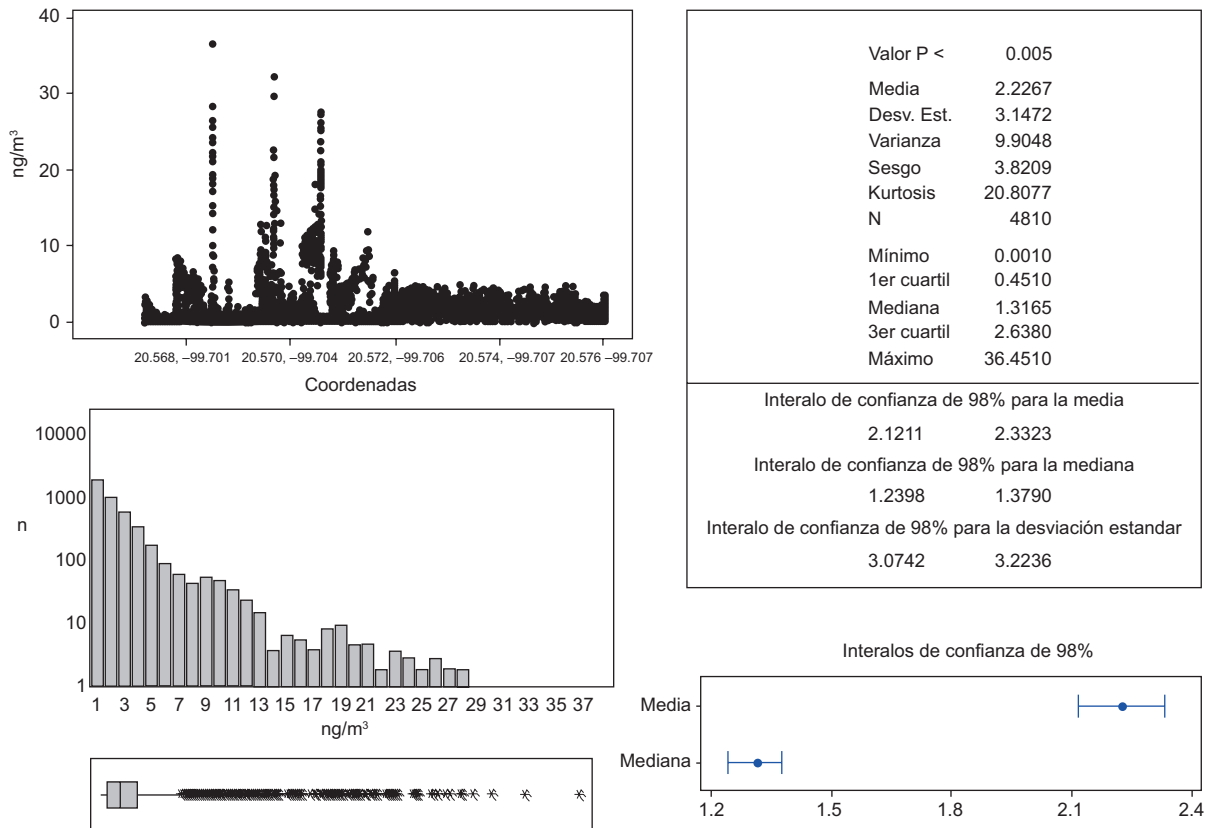 40
30
20
10
0
ng/m³
20.568, –99.701 20.570, –99.704 20.572, –99.706 20.574, –99.707 20.576 –99.707
Coordenadas
10000
1000
100
10
1
n
1 3 5 7 9 11 13 15 17 19 21 23 25 27 29 31 33 35 37
ng/m³
Valor P < 0.005
Media 2.2267
Desv. Est. 3.1472
Varianza 9.9048
Sesgo 3.8209
Kurtosis 20.8077
N 4810
Mínimo 0.0010
1er cuartil 0.4510
Mediana 1.3165
3er cuartil 2.6380
Máximo 36.4510
Interalo de confianza de 98% para la media
2.1211 2.3323
Interalo de confianza de 98% para la mediana
1.2398 1.3790
Interalo de confianza de 98% para la desviación estandar
3.0742 3.2236
Interalos de confianza de 98%
Media
Mediana
1.2 1.5 1.8 2.1 2.4